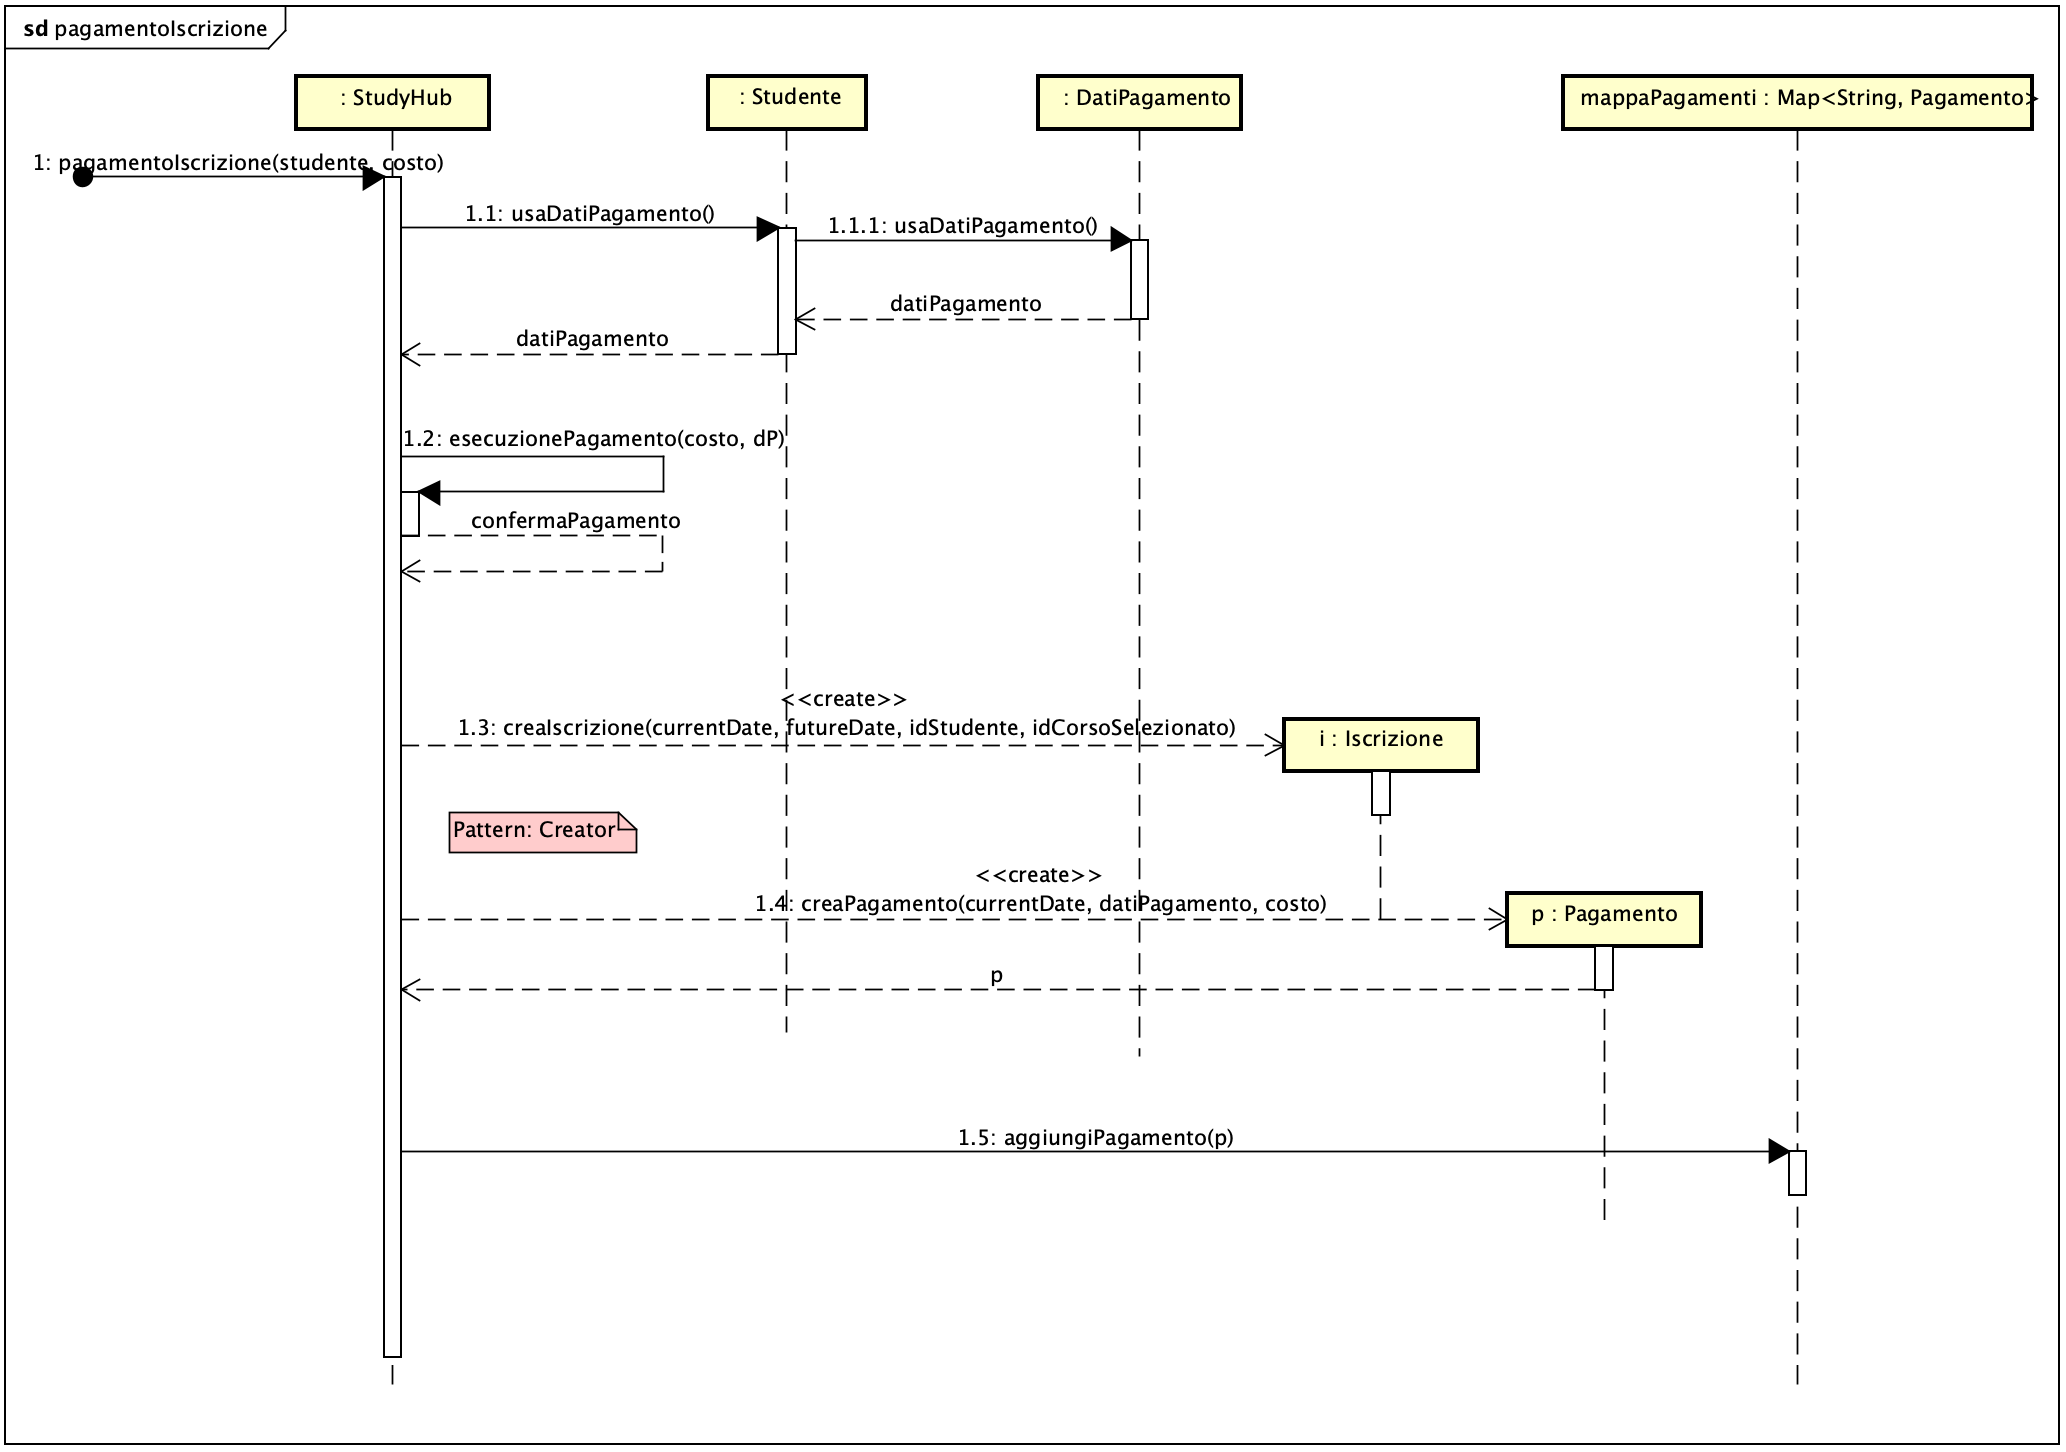 sd pagamentoIscrizione
: StudyHub
: Studente
: DatiPagamento
mappaPagamenti : Map<String, Pagamento>
1: pagamentoIscrizione(studente, costo)
1.1: usaDatiPagamento()
1.1.1: usaDatiPagamento()
datiPagamento
datiPagamento
1.2: esecuzionePagamento(costo, dP)
confermaPagamento
<<create>>
1.3: creaIscrizione(currentDate, futureDate, idStudente, idCorsoSelezionato)
i : Iscrizione
Pattern: Creator
<<create>>
1.4: creaPagamento(currentDate, datiPagamento, costo)
p : Pagamento
p
1.5: aggiungiPagamento(p)